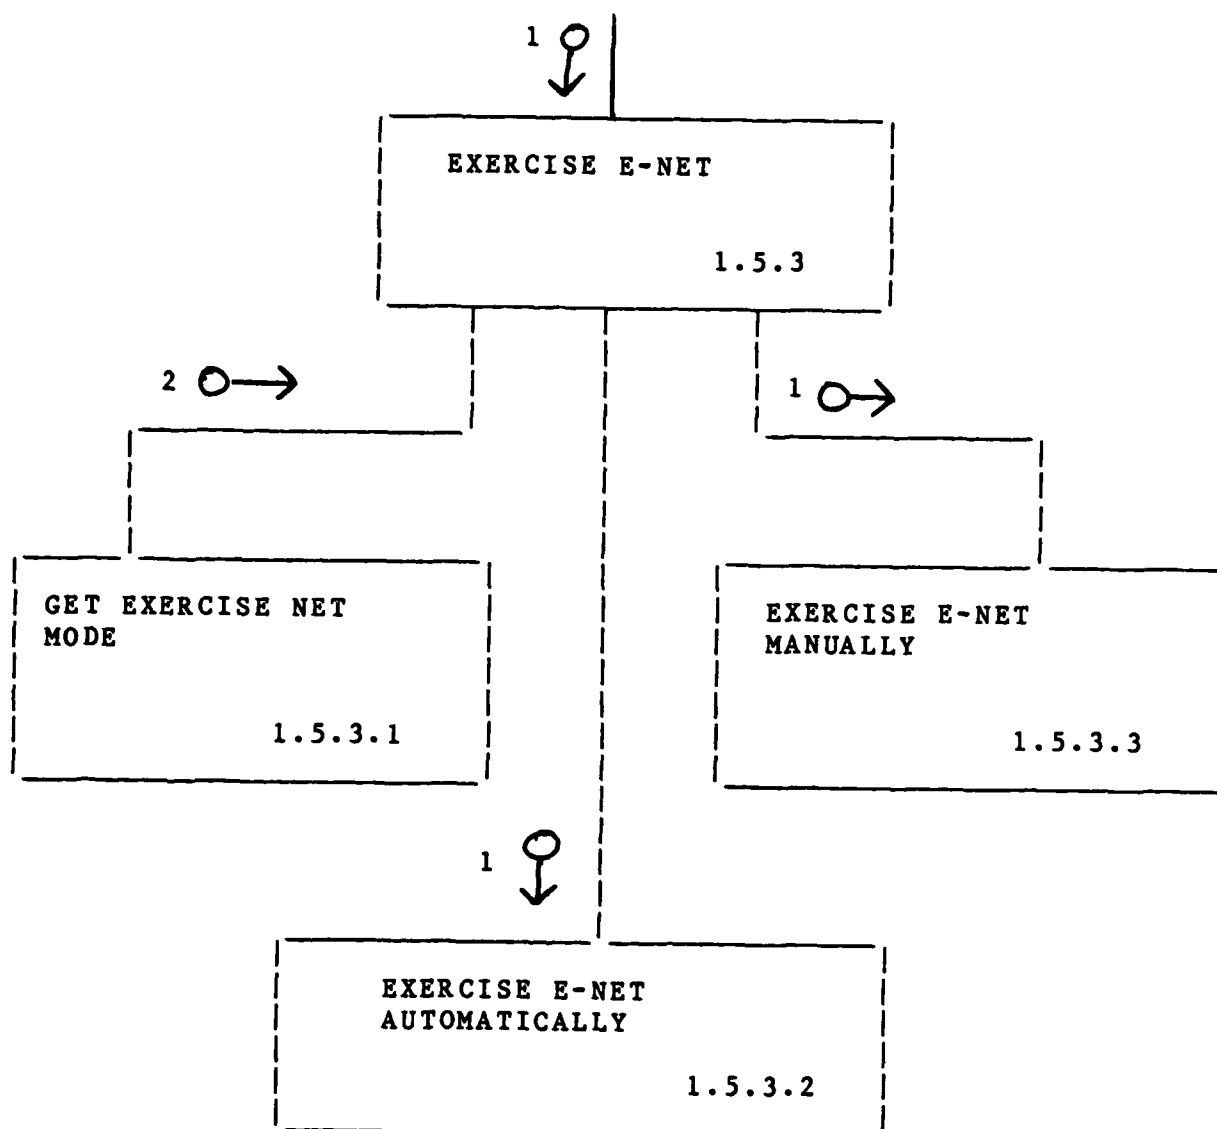 1
EXERCISE E-NET
1.5.3
2
1
GET EXERCISE NET
MODE
1.5.3.1
EXERCISE E-NET
MANUALLY
1.5.3.3
1
EXERCISE E-NET
AUTOMATICALLY
1.5.3.2